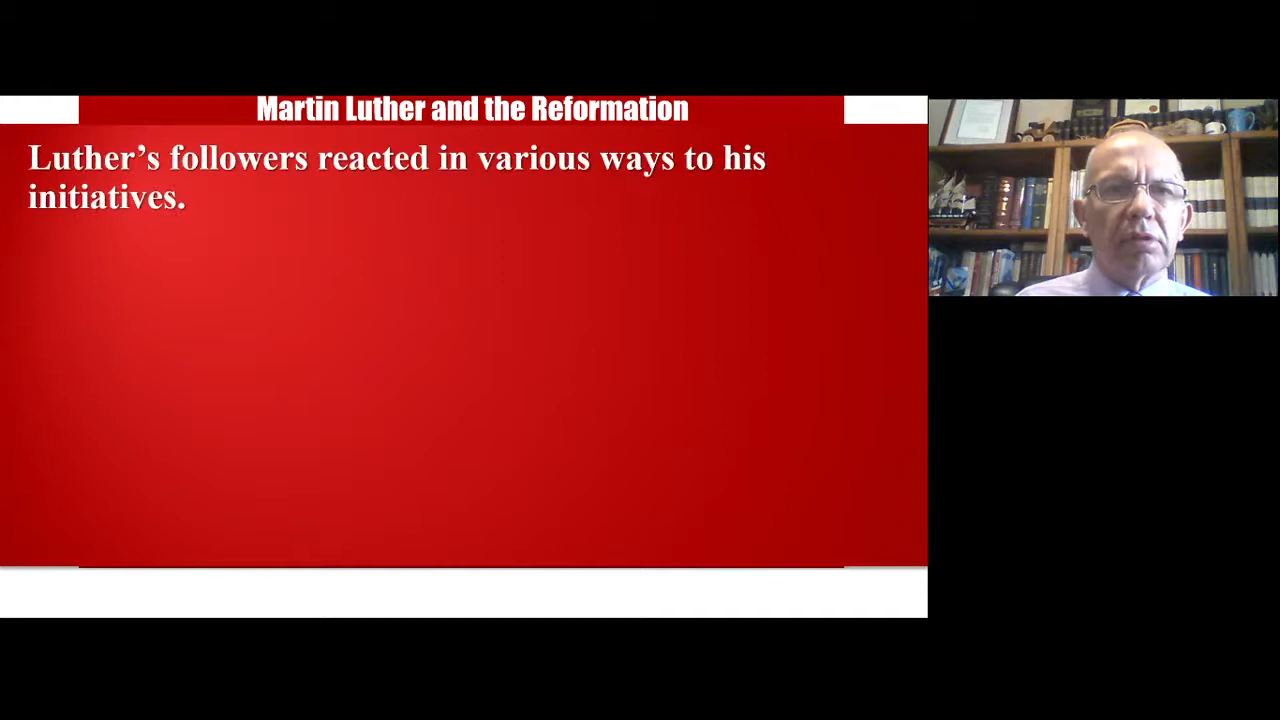 Martin Luther and the Reformation
Luther’s followers reacted in various ways to his
initiatives.